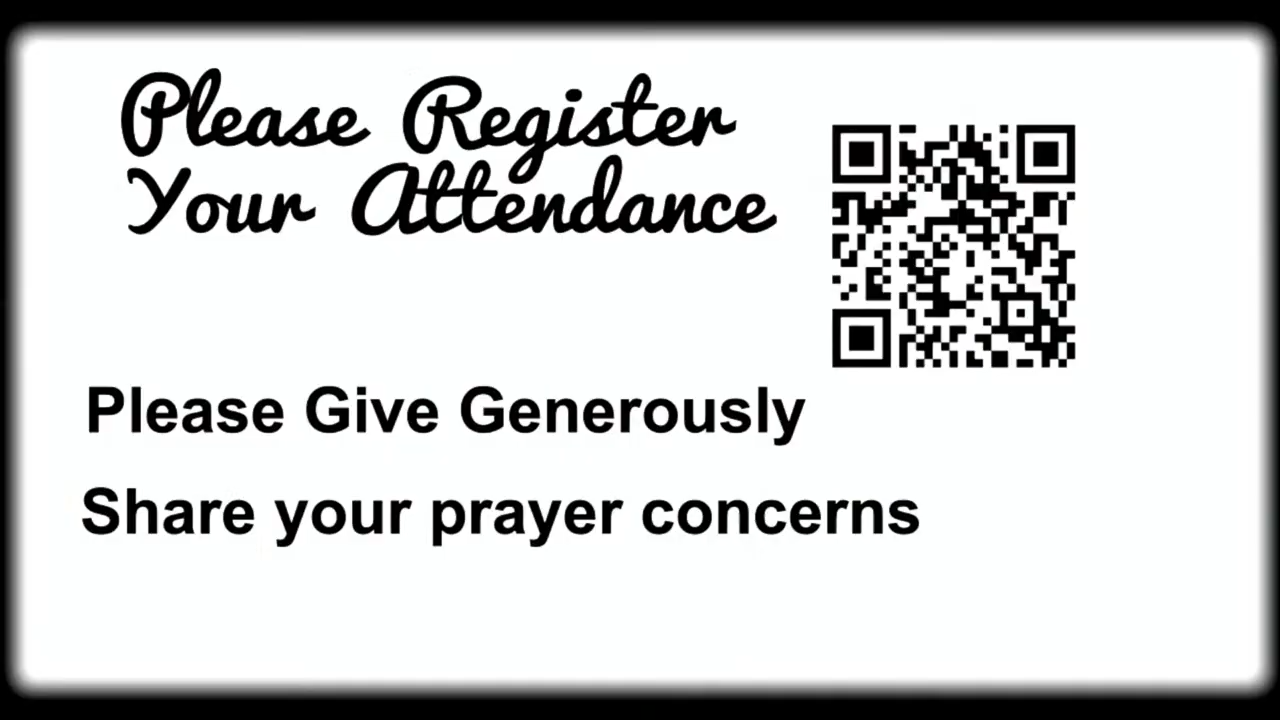 Please Register
Your Attendance
Please Give Generously
Share your prayer concerns